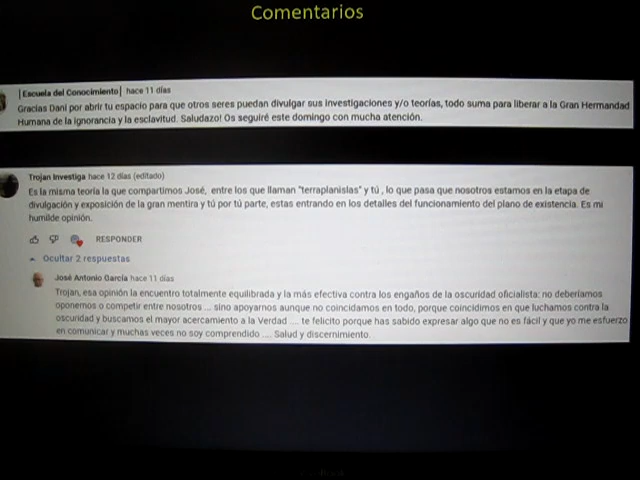 Comentarios
|Escuela del Conocimiento| hace 11 días
Gracias Dani por abrir tu espacio para que otros seres puedan divulgar sus investigaciones y/o teorías, todo suma para liberar a la Gran Hermandad
Humana de la ignorancia y la esclavitud. Saludazo! Os seguiré este domingo con mucha atención.
Trojan Investiga hace 12 días (editado)
Es la misma teoría la que compartimos José, entre los que llaman "terraplanistas" y tú , lo que pasa que nosotros estamos en la etapa de
divulgación y exposición de la gran mentira y tú por tú parte, estas entrando en los detalles del funcionamiento del plano de existencia. Es mi
humilde opinión.
RESPONDER
Ocultar 2 respuestas
José Antonio García hace 11 días
Trojan, esa opinión la encuentro totalmente equilibrada y la más efectiva contra los engaños de la oscuridad oficialista: no deberíamos
oponernos o competir entre nosotros ... sino apoyarnos aunque no coincidamos en todo, porque coincidimos en que luchamos contra la
oscuridad y buscamos el mayor acercamiento a la Verdad .... te felicito porque has sabido expresar algo que no es fácil y que yo me esfuerzo
en comunicar y muchas veces no soy comprendido .... Salud y discernimiento.